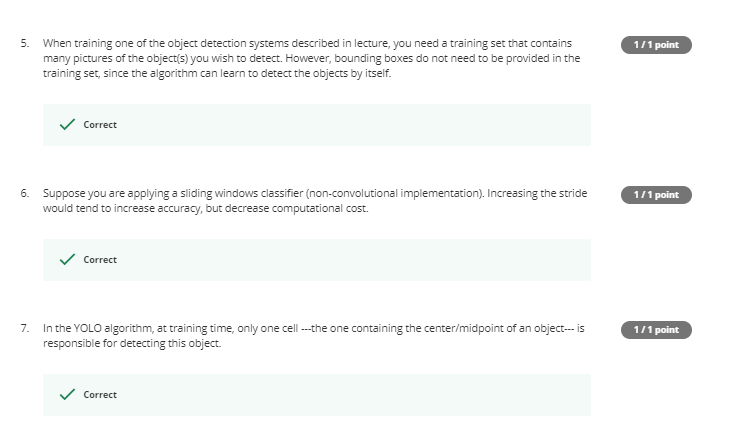 5. When training one of the object detection systems described in lecture, you need a training set that contains
1 / 1 point
many pictures of the object(s) you wish to detect. However, bounding boxes do not need to be provided in the
training set, since the algorithm can learn to detect the objects by itself.
Correct
6. Suppose you are applying a sliding windows classifier (non-convolutional implementation). Increasing the stride
1 / 1 point
would tend to increase accuracy, but decrease computational cost.
Correct
7. In the YOLO algorithm, at training time, only one cell ---the one containing the center/midpoint of an object--- is
1 / 1 point
responsible for detecting this object.
Correct